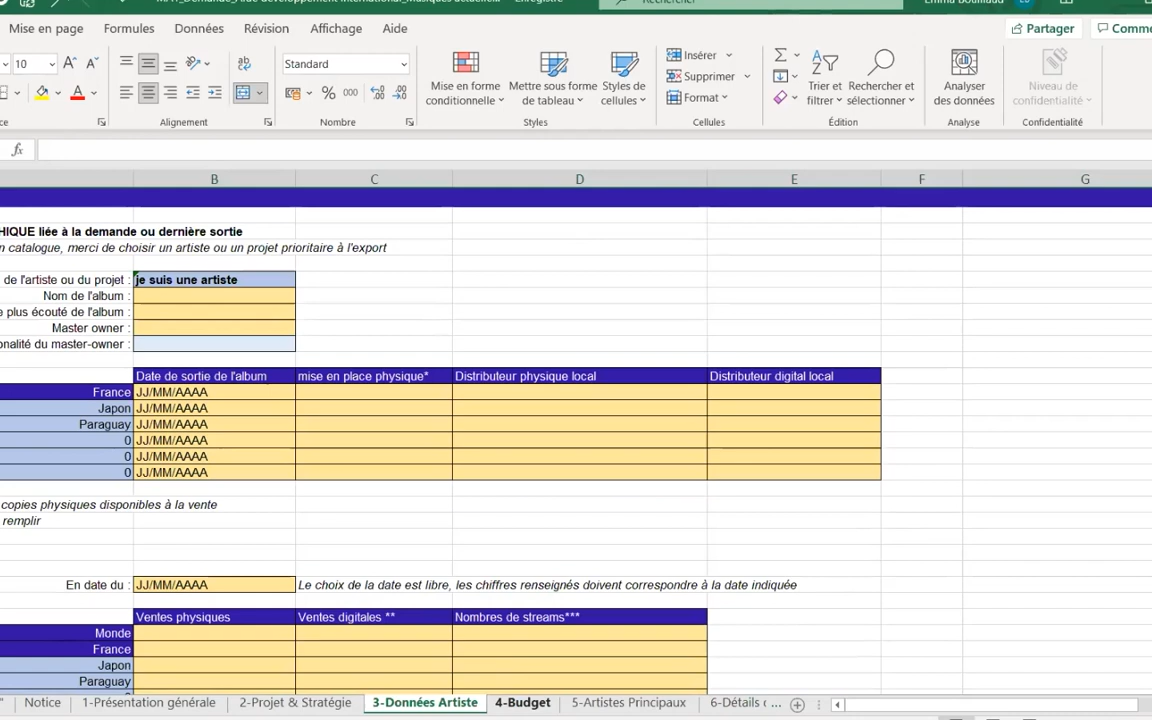 Mise en page Formules Données Révision Affichage Aide Partager
10 Standard Insérer
Supprimer
Format
Mise en forme conditionnelle Mettre sous forme de tableau Styles de cellules
Trier et filtrer Rechercher et sélectionner Analyser des données Niveau de confidentialité
Alignement Nombre Styles Cellules Édition Analyse Confidentialité
fx
B C D E F G
HIQUE liée à la demande ou dernière sortie
n catalogue, merci de choisir un artiste ou un projet prioritaire à l'export
de l'artiste ou du projet : je suis une artiste
Nom de l'album :
e plus écouté de l'album :
Master owner :
onalité du master-owner :
Date de sortie de l'album mise en place physique* Distributeur physique local Distributeur digital local
France JJ/MM/AAAA
Japon JJ/MM/AAAA
Paraguay JJ/MM/AAAA
0 JJ/MM/AAAA
0 JJ/MM/AAAA
0 JJ/MM/AAAA
copies physiques disponibles à la vente
remplir
En date du : JJ/MM/AAAA Le choix de la date est libre, les chiffres renseignés doivent correspondre à la date indiquée
Ventes physiques Ventes digitales ** Nombres de streams***
Monde
France
Japon
Paraguay
Notice 1-Présentation générale 2-Projet & Stratégie 3-Données Artiste 4-Budget 5-Artistes Principaux 6-Détails ...